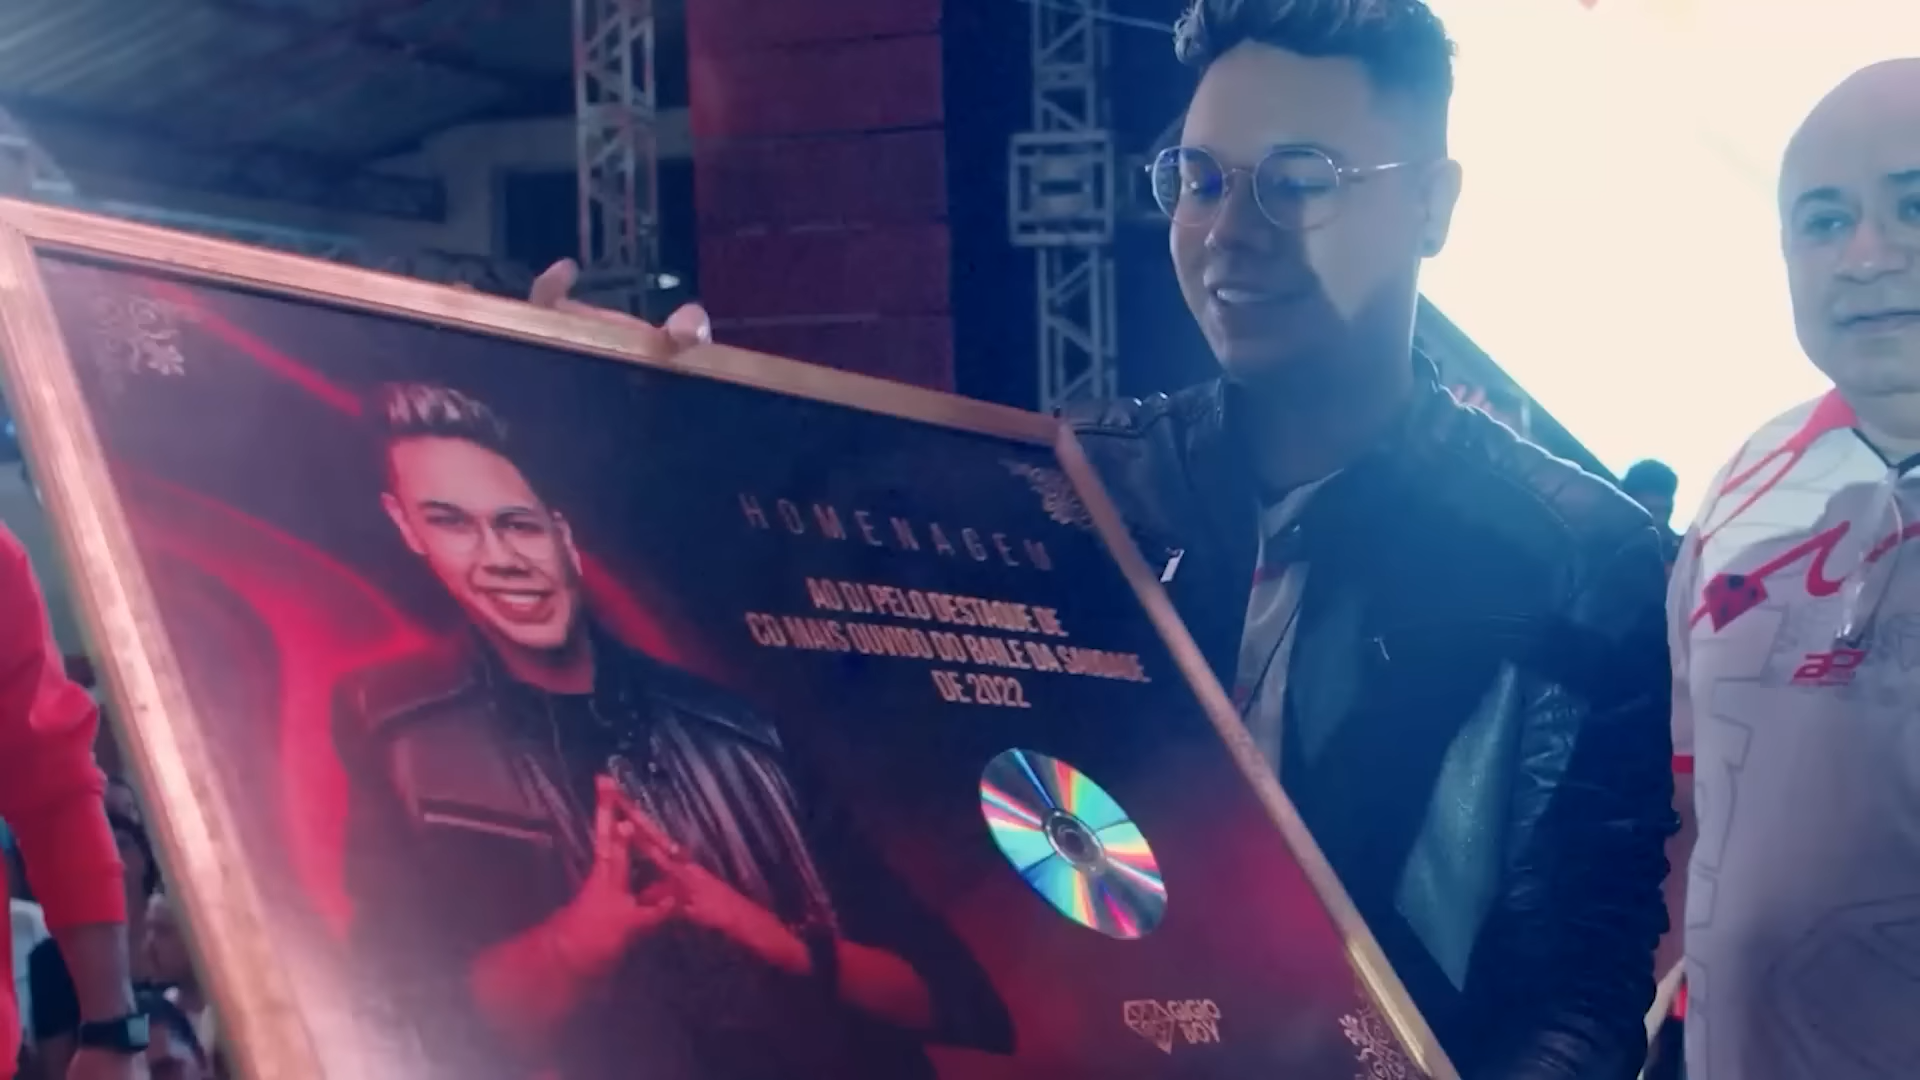 HOMENAGEM
AO DJ PELO DESTAQUE DE
CD MAIS OUVIDO DO BAILE DA SAUDADE
DE 2022
GIGIO
BOY